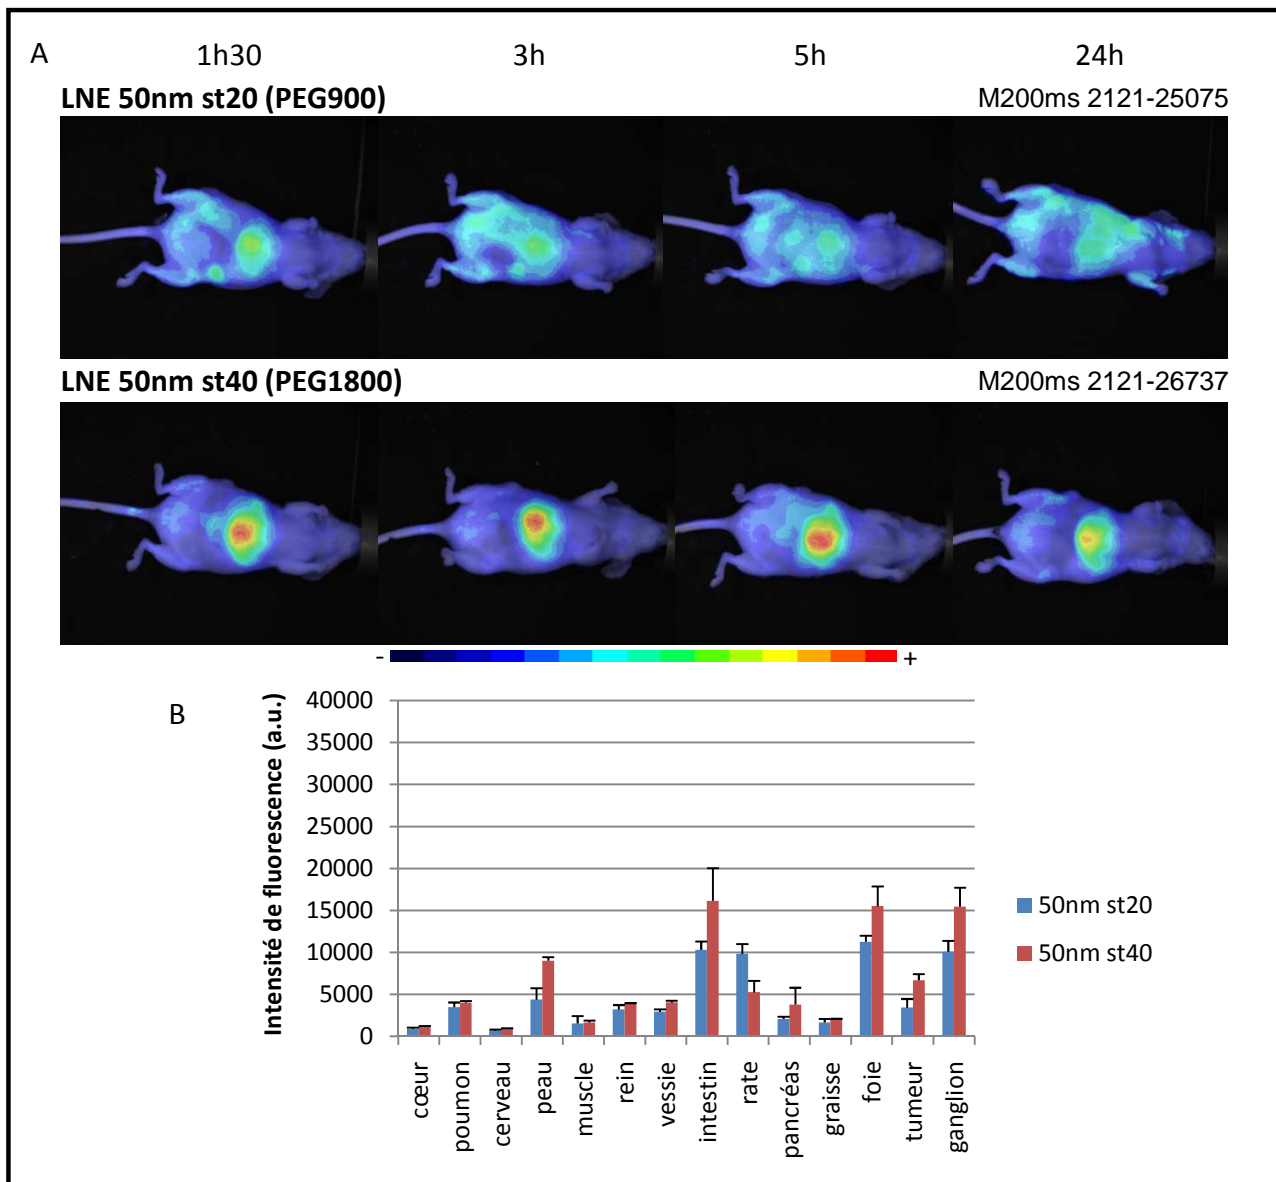 A
1h30 3h 5h 24h
LNE 50nm st20 (PEG900) M200ms 2121-25075
LNE 50nm st40 (PEG1800) M200ms 2121-26737
- +
B
Intensité de fluorescence (a.u.)
40000
35000
30000
25000
20000
15000
10000
5000
0
cœur
poumon
cerveau
peau
muscle
rein
vessie
intestin
rate
pancréas
graisse
foie
tumeur
ganglion
50nm st20
50nm st40